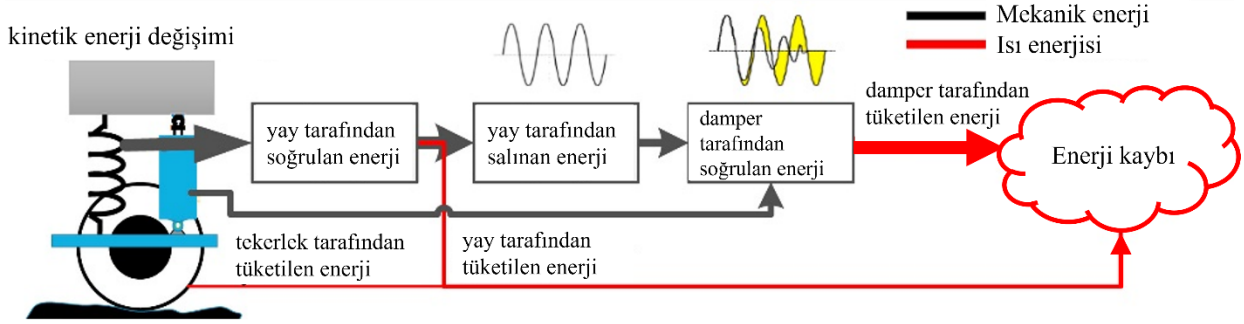 kinetik enerji değişimi
Mekanik enerji
Isı enerjisi
yay tarafından
soğrulan enerji
yay tarafından
salınan enerji
damper
tarafından
soğrulan enerji
damper tarafından
tüketilen enerji
Enerji kaybı
tekerlek tarafından
tüketilen enerji
yay tarafından
tüketilen enerji